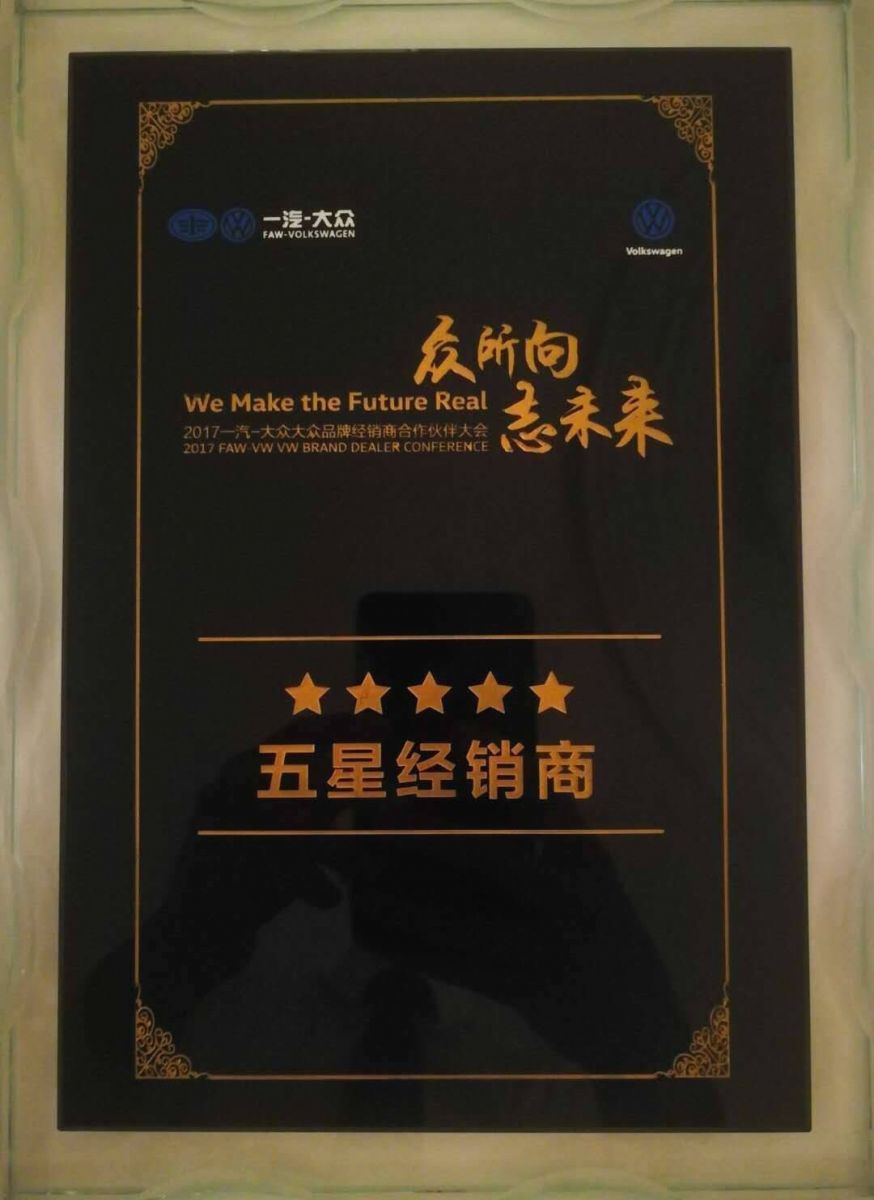 一汽-大众
FAW-VOLKSWAGEN
Volkswagen
众所向
We Make the Future Real
志未来
2017一汽-大众大众品牌经销商合作伙伴大会
2017 FAW-VW VW BRAND DEALER CONFERENCE
五星经销商